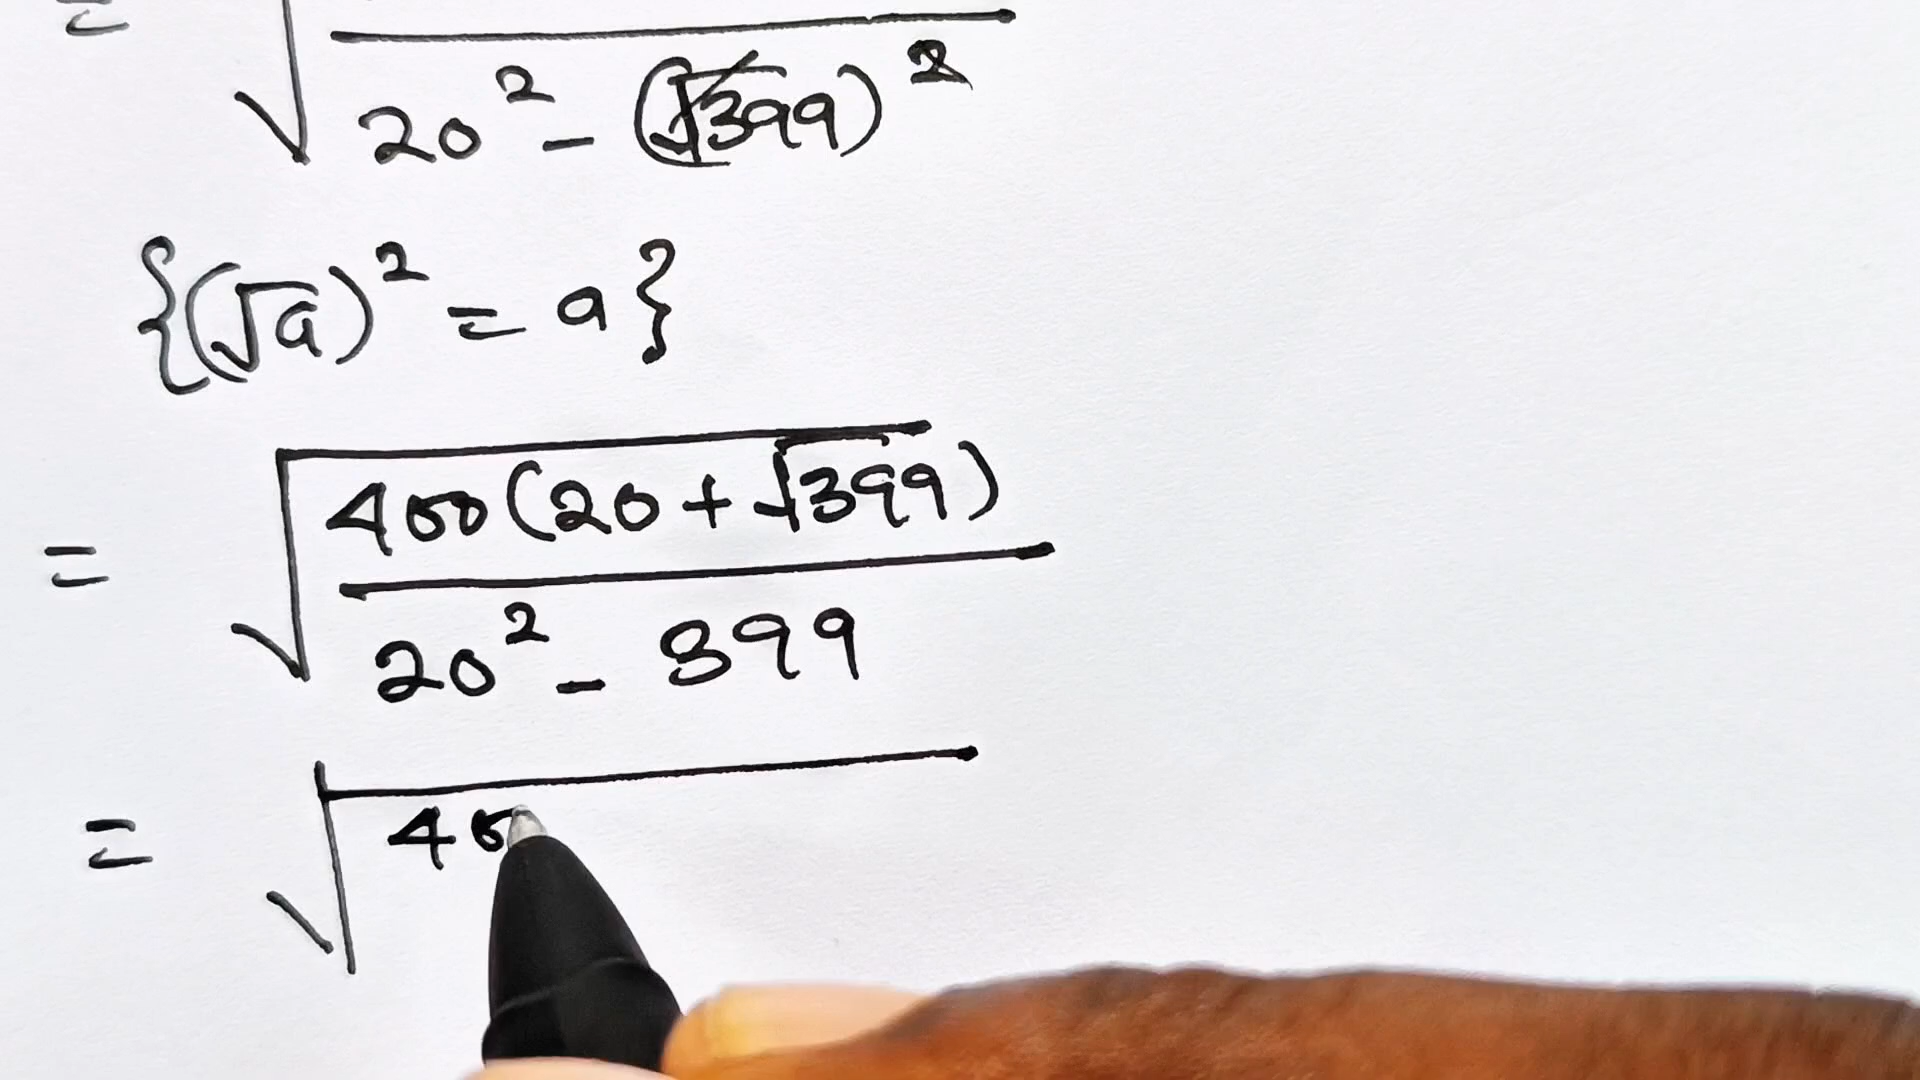 = √ 20² - (√399)²
{(√a)² = a}
= √ 400(20 + √399)
20² - 399
= √ 40